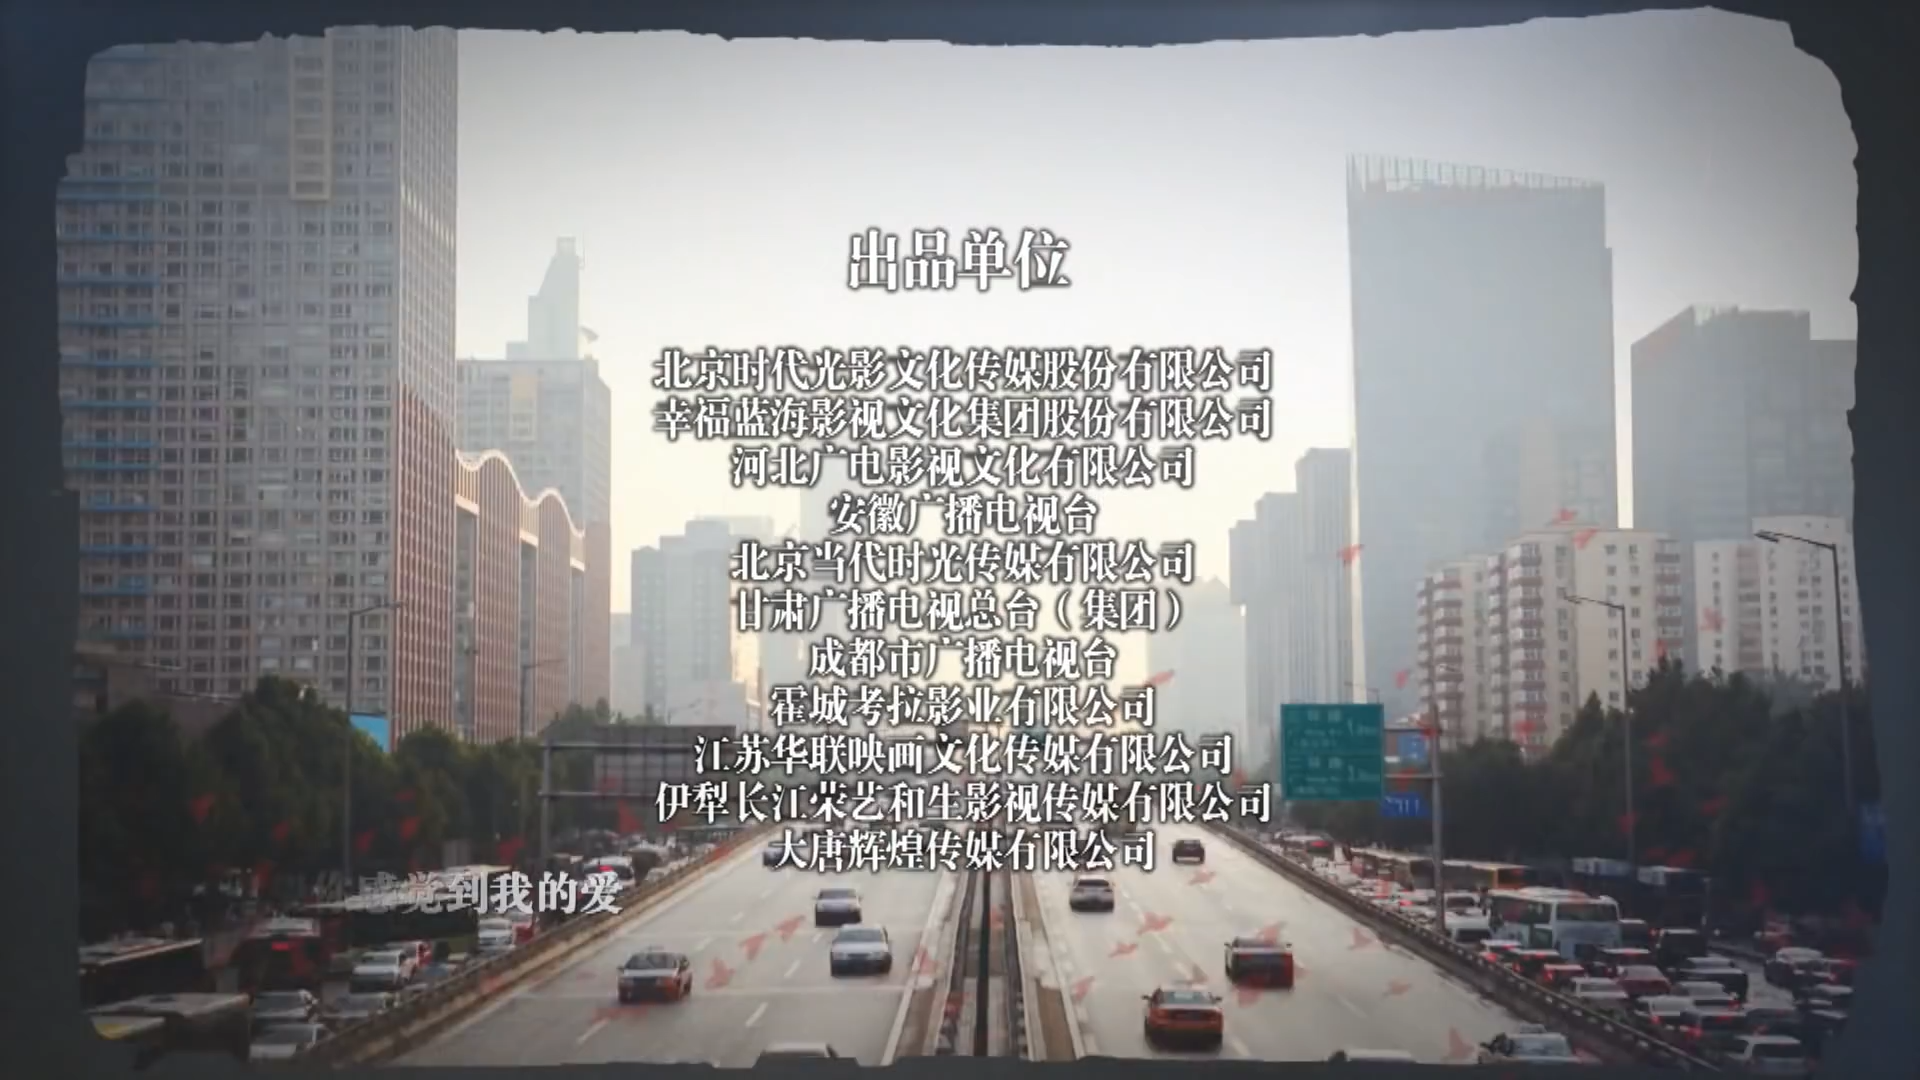 出品单位
北京时代光影文化传媒股份有限公司
幸福蓝海影视文化集团股份有限公司
河北广电影视文化有限公司
安徽广播电视台
北京当代时光传媒有限公司
甘肃广播电视总台（集团）
成都市广播电视台
霍城考拉影业有限公司
江苏华联映画文化传媒有限公司
伊犁长江荣艺和生影视传媒有限公司
大唐辉煌传媒有限公司
感觉到我的爱